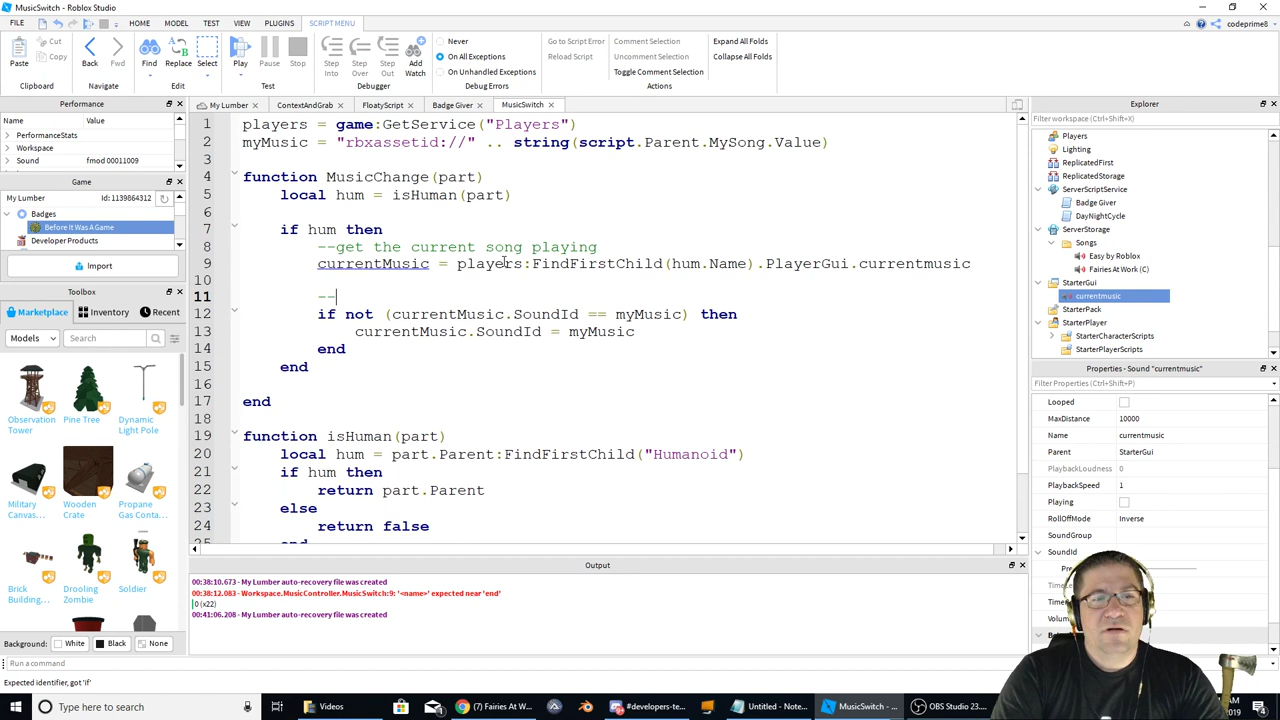 MusicSwitch - Roblox Studio
FILE HOME MODEL TEST VIEW PLUGINS SCRIPT MENU codeprime8
Paste Cut Copy Back Fwd Find Replace Select Play Pause Stop Step Into Step Over Step Out Add Watch
Never
On All Exceptions
On Unhandled Exceptions
Go to Script Error
Reload Script
Comment Selection
Uncomment Selection
Toggle Comment Selection
Expand All Folds
Collapse All Folds
Clipboard Navigate Edit Test Debugger Debug Errors Actions
Performance
Name Value
PerformanceStats
Workspace
Sound fmod 00011009
Game
My Lumber Id: 1139864312
Badges
Before It Was A Game
Developer Products
Import
Toolbox
Marketplace Inventory Recent
Models Search
Observation Tower
Pine Tree
Dynamic Light Pole
Military Canvas...
Wooden Crate
Propane Gas Conta...
Brick Building...
Drooling Zombie
Soldier
Background: White Black None
My Lumber ContextAndGrab FloatyScript Badge Giver MusicSwitch
1 players = game:GetService("Players")
2 myMusic = "rbxassetid://" .. string(script.Parent.MySong.Value)
3
4 function MusicChange(part)
5 local hum = isHuman(part)
6
7 if hum then
8 --get the current song playing
9 currentMusic = players:FindFirstChild(hum.Name).PlayerGui.currentmusic
10
11 --
12 if not (currentMusic.SoundId == myMusic) then
13 currentMusic.SoundId = myMusic
14 end
15 end
16
17 end
18
19 function isHuman(part)
20 local hum = part.Parent:FindFirstChild("Humanoid")
21 if hum then
22 return part.Parent
23 else
24 return false
25 end
Output
00:38:10.673 - My Lumber auto-recovery file was created
00:38:12.083 - Workspace.MusicController.MusicSwitch:9: '<name>' expected near 'end'
0 (x22)
00:41:06.208 - My Lumber auto-recovery file was created
Explorer
Filter workspace (Ctrl+Shift+X)
Players
Lighting
ReplicatedFirst
ReplicatedStorage
ServerScriptService
Badge Giver
DayNightCycle
ServerStorage
Songs
Easy by Roblox
Fairies At Work (C)
StarterGui
currentmusic
StarterPack
StarterPlayer
StarterCharacterScripts
StarterPlayerScripts
Properties - Sound "currentmusic"
Filter Properties (Ctrl+Shift+P)
Looped
MaxDistance 10000
Name currentmusic
Parent StarterGui
PlaybackLoudness 0
PlaybackSpeed 1
Playing
RollOffMode Inverse
SoundGroup
SoundId
Run a command
Expected identifier, got 'if'
Type here to search
Videos
(7) Fairies At W...
#developers-te...
Untitled - Note...
MusicSwitch - ...
OBS Studio 23....